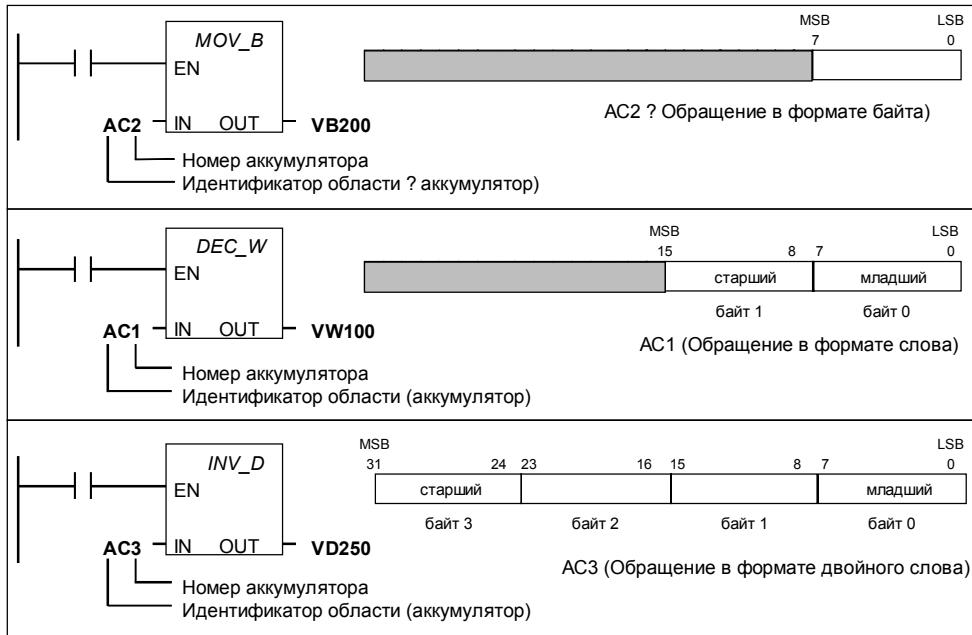 MOV_B
EN
IN OUT
AC2
VB200
Номер аккумулятора
Идентификатор области ? аккумулятор)
MSB LSB
7 0
AC2 ? Обращение в формате байта)
DEC_W
EN
IN OUT
AC1
VW100
Номер аккумулятора
Идентификатор области (аккумулятор)
MSB LSB
15 8 7 0
старший младший
байт 1 байт 0
AC1 (Обращение в формате слова)
INV_D
EN
IN OUT
AC3
VD250
Номер аккумулятора
Идентификатор области (аккумулятор)
MSB LSB
31 24 23 16 15 8 7 0
старший младший
байт 3 байт 2 байт 1 байт 0
AC3 (Обращение в формате двойного слова)